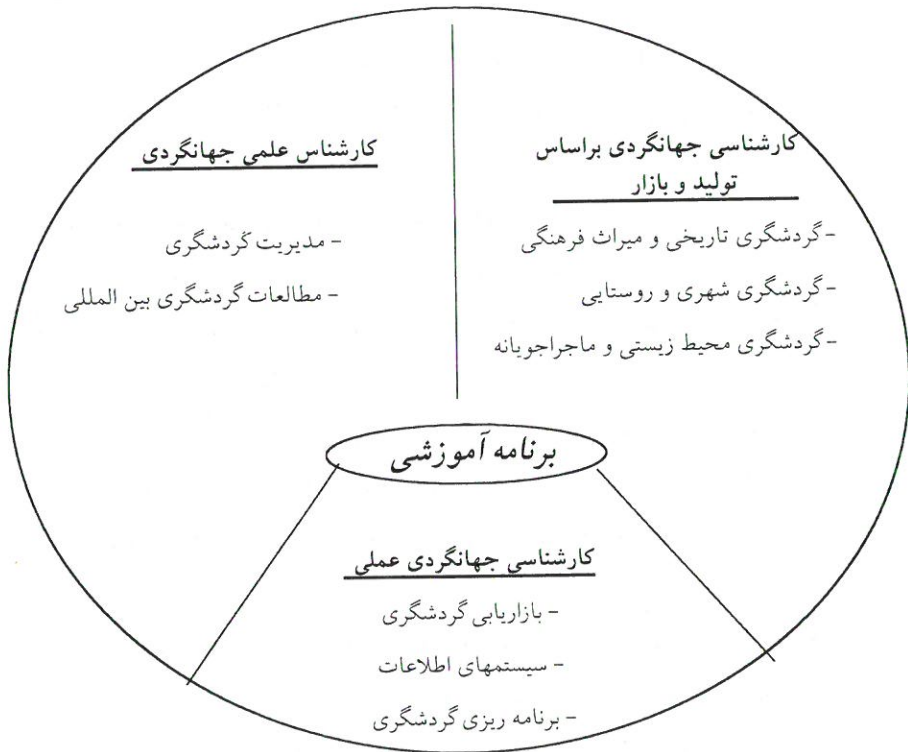 کارشناسی جهانگردی براساس
تولید و بازار
-گردشگری تاریخی و میراث فرهنگی
-گردشگری شهری و روستایی
-گردشگری محیط زیستی و ماجراجویانه
کارشناس علمی جهانگردی
- مدیریت گردشگری
- مطالعات گردشگری بین المللی
برنامه آموزشی
کارشناسی جهانگردی عملی
- بازاریابی گردشگری
- سیستمهای اطلاعات
- برنامه ریزی گردشگری